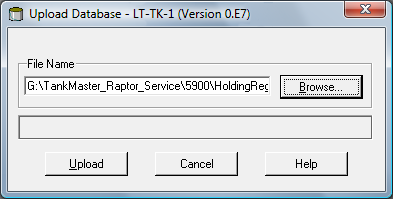 Upload Database - LT-TK-1 (Version 0.E7)
File Name
G:\TankMaster_Raptor_Service\5900\HoldingReg
Browse...
Upload
Cancel
Help